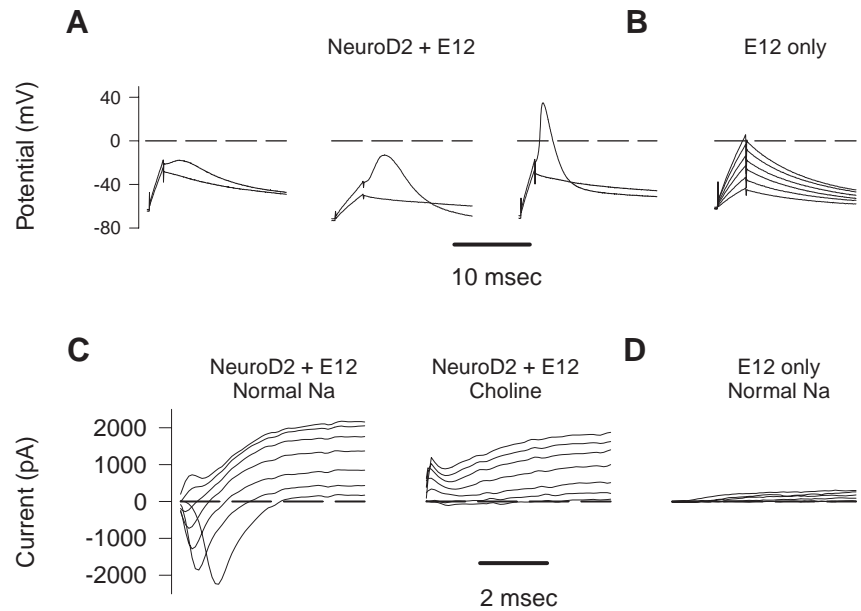 A
B
NeuroD2 + E12
E12 only
Potential (mV)
40
0
-40
-80
10 msec
C
D
NeuroD2 + E12
Normal Na
NeuroD2 + E12
Choline
E12 only
Normal Na
Current (pA)
2000
1000
0
-1000
-2000
2 msec